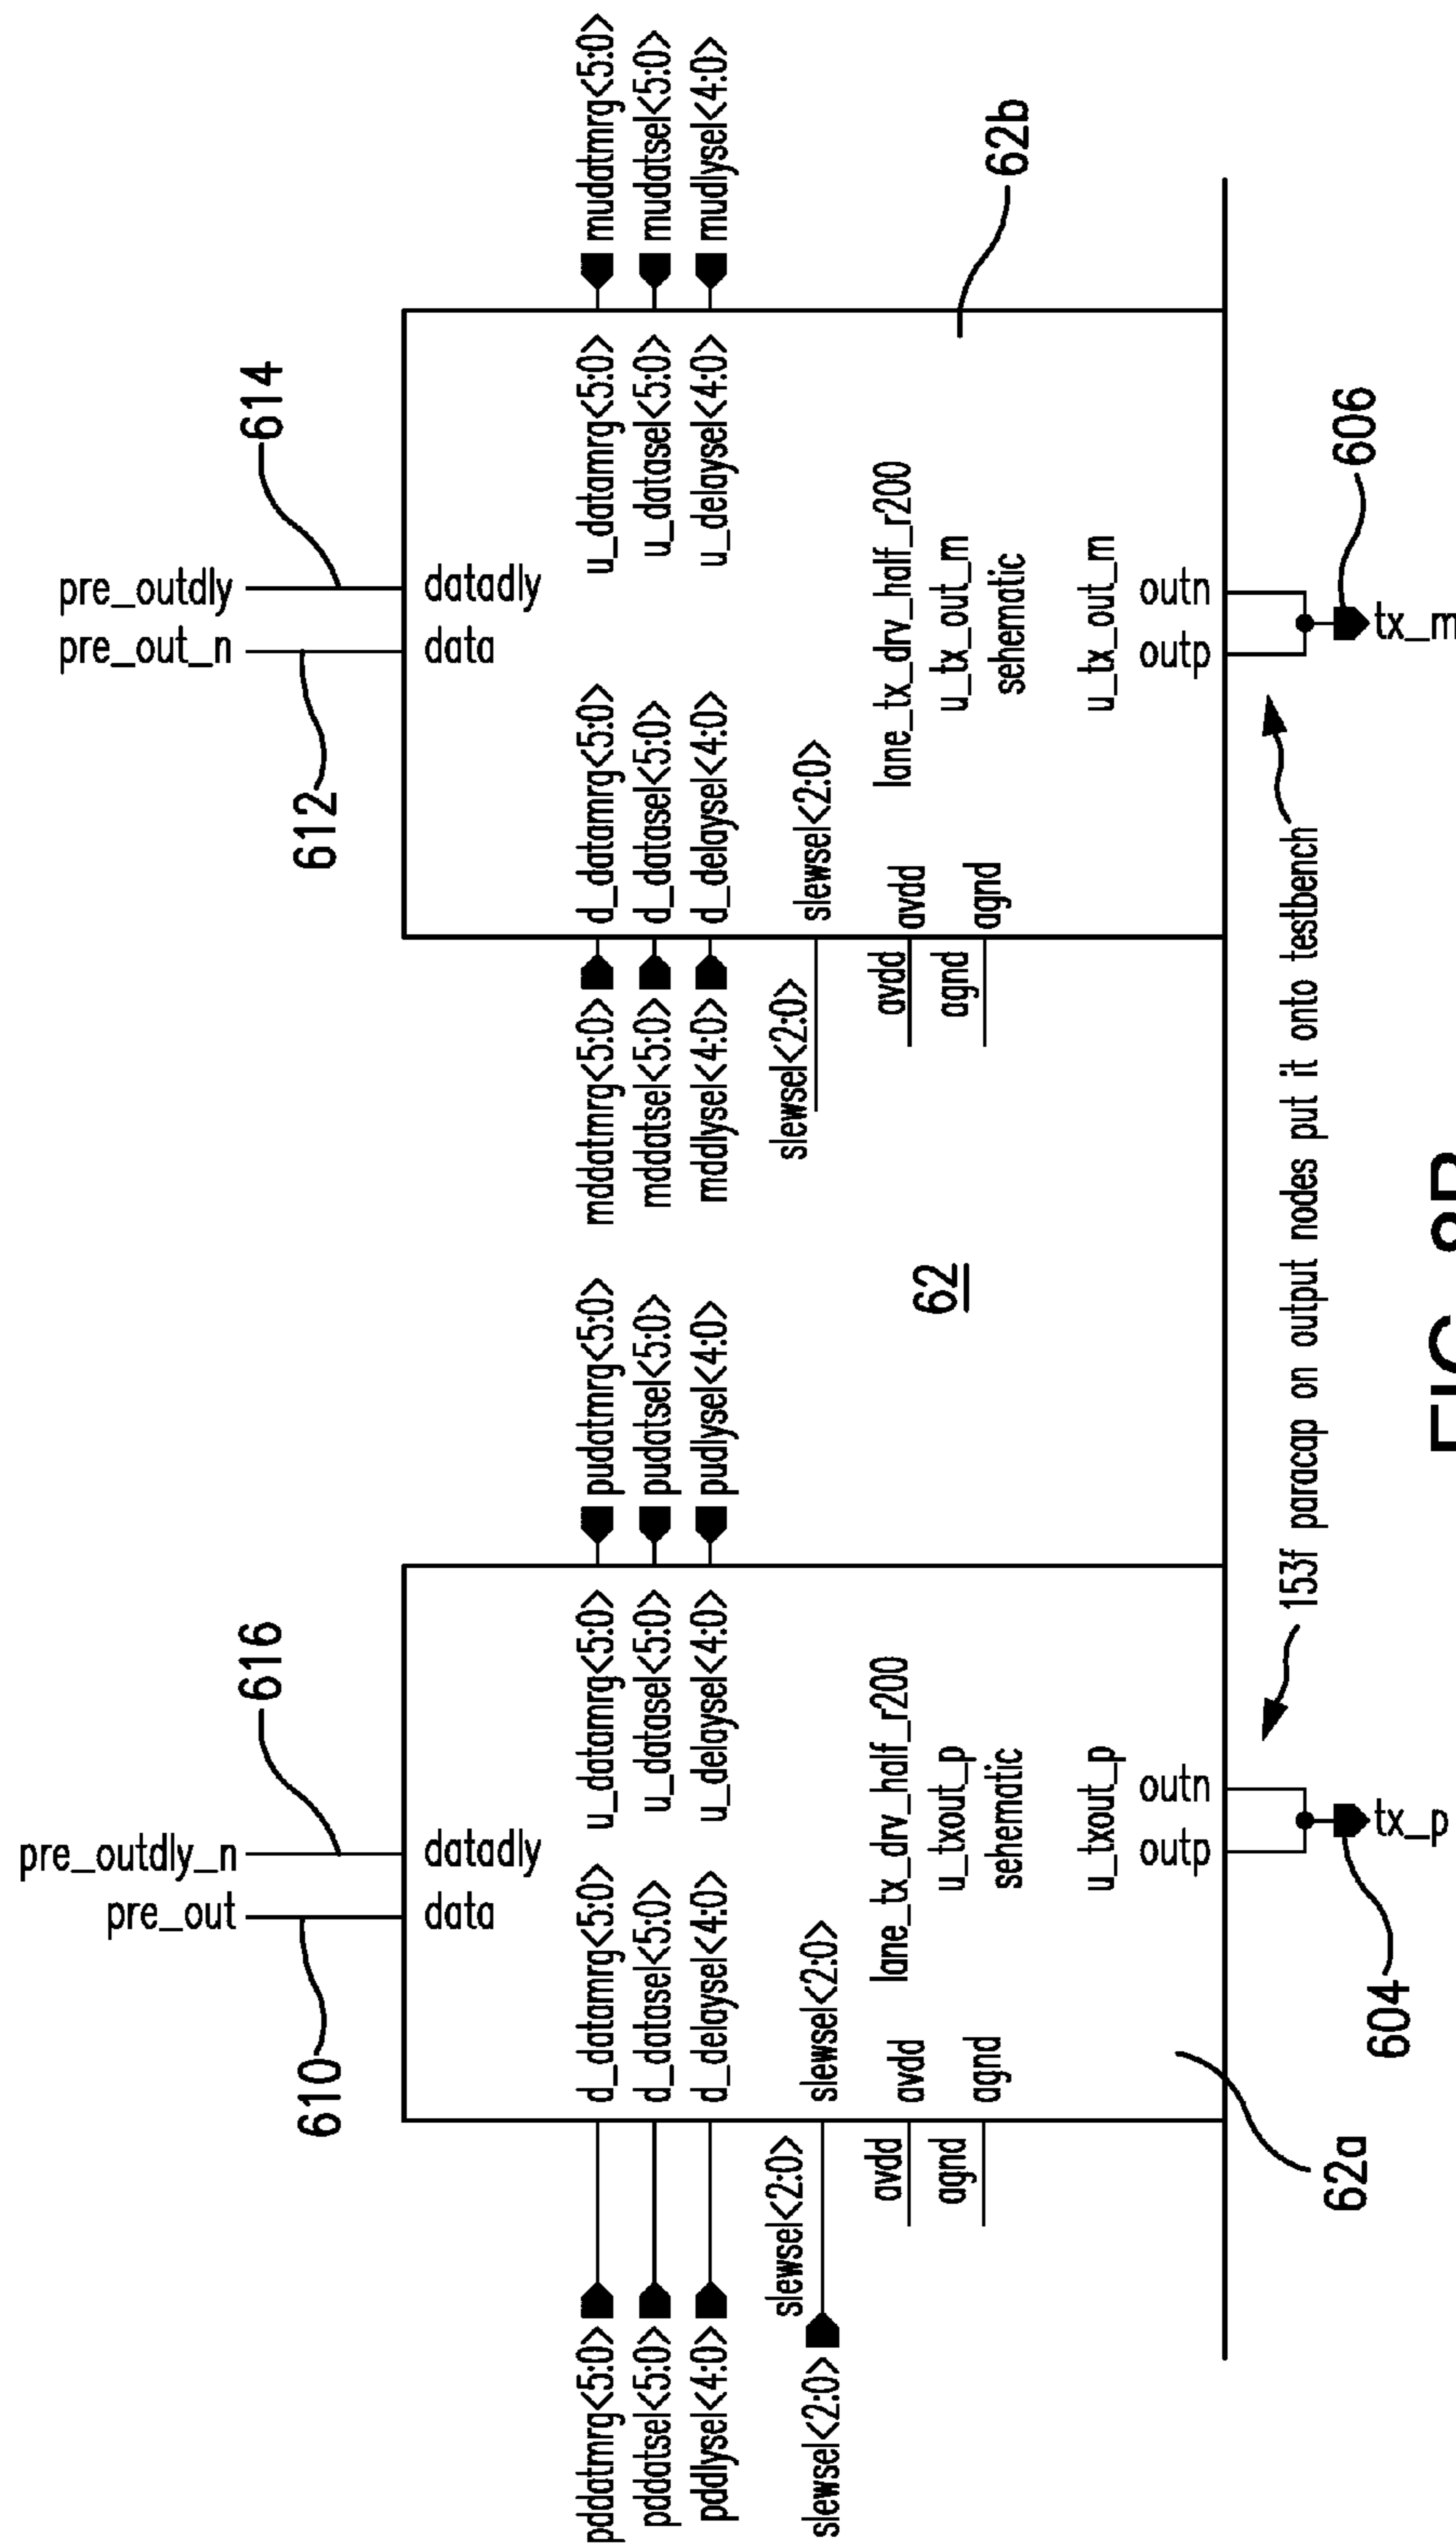 pre_out
pre_outdly_n
610
616
data
datadly
pddatmrg<5:0>
d_datamrg<5:0>
u_datamrg<5:0>
pudatmrg<5:0>
pddatsel<5:0>
d_datasel<5:0>
u_datasel<5:0>
pudatsel<5:0>
pddlysel<4:0>
d_delaysel<4:0>
u_delaysel<4:0>
pudlysel<4:0>
slewsel<2:0>
slewsel<2:0>
slewsel<2:0>
lane_tx_drv_half_r200
avdd
avdd
u_txout_p
agnd
agnd
sehematic
u_txout_p
outp
outn
62a
604
tx_p
62
pre_out_n
pre_outdly
612
614
data
datadly
mddatmrg<5:0>
d_datamrg<5:0>
u_datamrg<5:0>
mudatmrg<5:0>
mddatsel<5:0>
d_datasel<5:0>
u_datasel<5:0>
mudatsel<5:0>
mddlysel<4:0>
d_delaysel<4:0>
u_delaysel<4:0>
mudlysel<4:0>
slewsel<2:0>
slewsel<2:0>
lane_tx_drv_half_r200
avdd
avdd
u_tx_out_m
agnd
agnd
sehematic
62b
u_tx_out_m
outp
outn
606
tx_m
153f paracap on output nodes put it onto testbench
FIG.